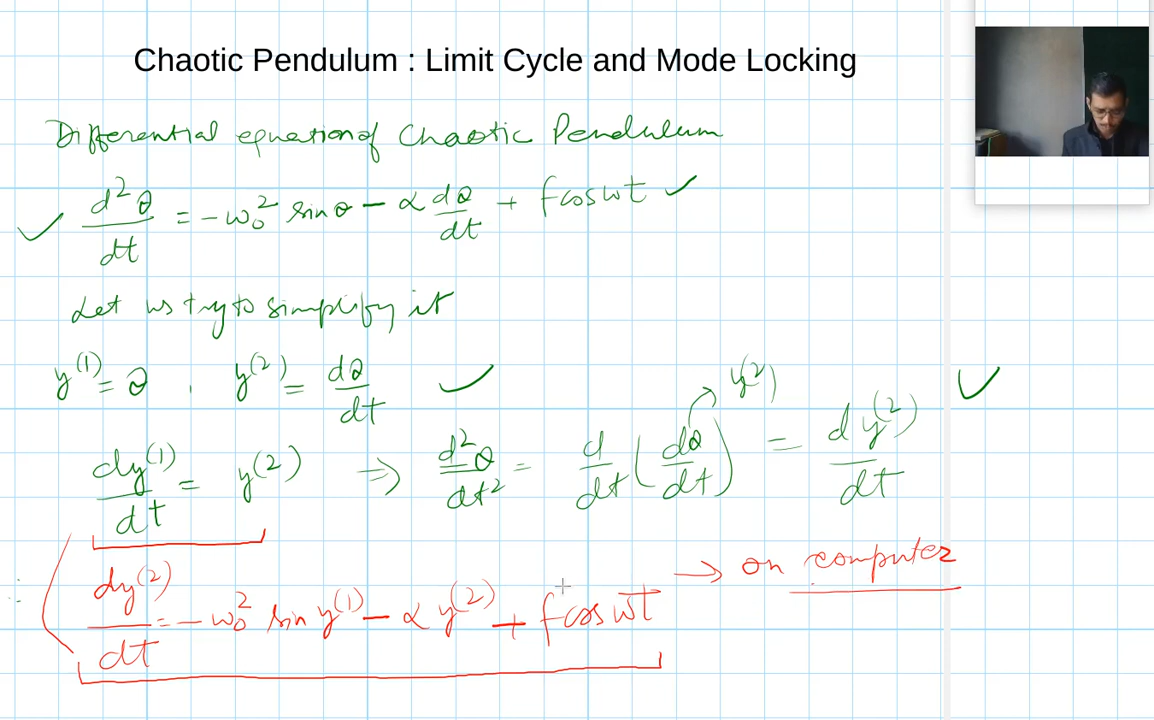 Chaotic Pendulum : Limit Cycle and Mode Locking
Differential equation of Chaotic Pendulum
d²θ/dt = -ω₀² sinθ - α dθ/dt + f cos ωt
Let us try to simplify it
y⁽¹⁾ = θ , y⁽²⁾ = dθ/dt
y⁽²⁾
dy⁽¹⁾/dt = y⁽²⁾ ⇒ d²θ/dt² = d/dt (dθ/dt) = dy⁽²⁾/dt
dy⁽²⁾/dt = -ω₀² sin y⁽¹⁾ - α y⁽²⁾ + f cos ωt → on computer